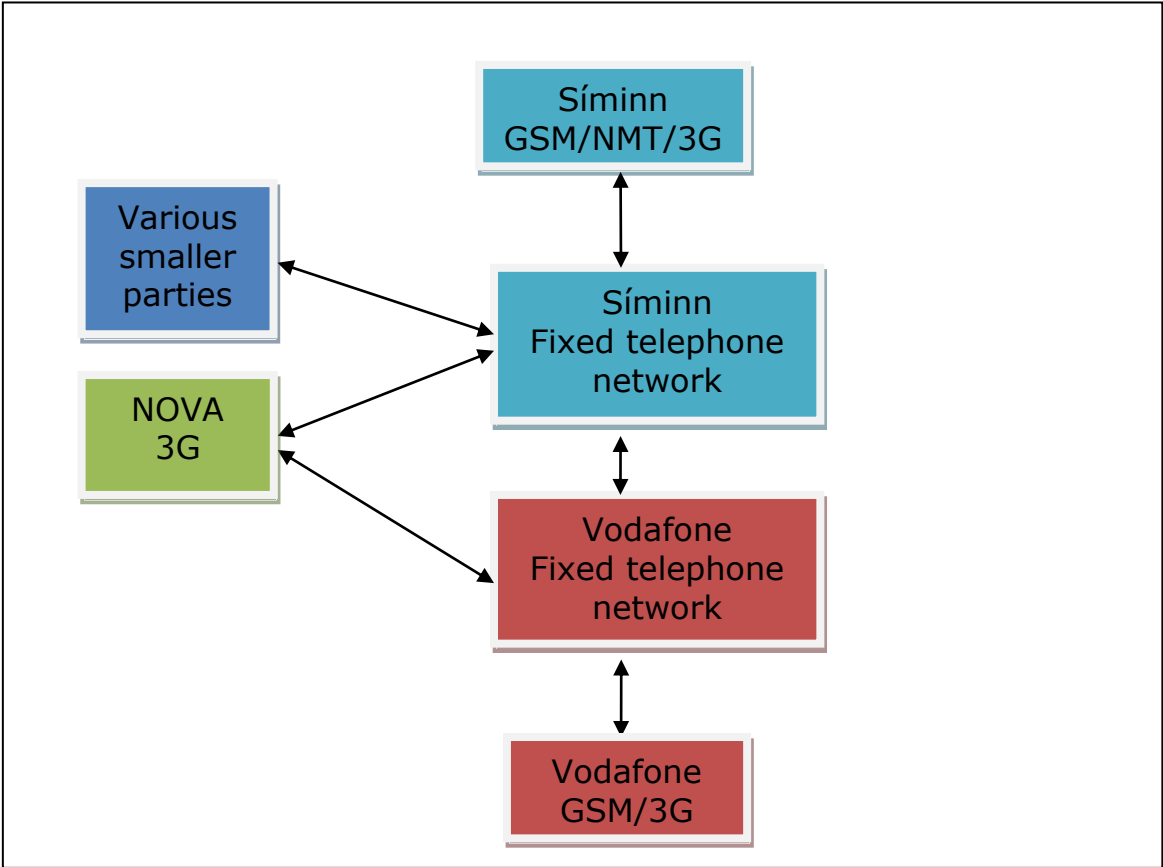 Síminn
GSM/NMT/3G
Various
smaller
parties
Síminn
Fixed telephone
network
NOVA
3G
Vodafone
Fixed telephone
network
Vodafone
GSM/3G